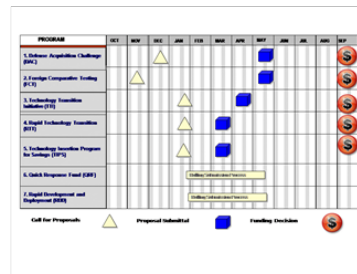 PROGRAM OCT NOV DEC JAN FEB MAR APR MAY JUN JUL AUG SEP
1. Defense Acquisition Challenge
(DAC)
2. Foreign Comparative Testing
(FCT)
3. Technology Transition
Initiative (TTI)
4. Rapid Technology Transition
(RTT)
5. Technology Insertion Program
for Savings (TIPS)
6. Quick Response Fund (QRF)
7. Rapid Development and
Deployment (RDD)
Call for Proposals Proposal Submittal Funding Decision
$